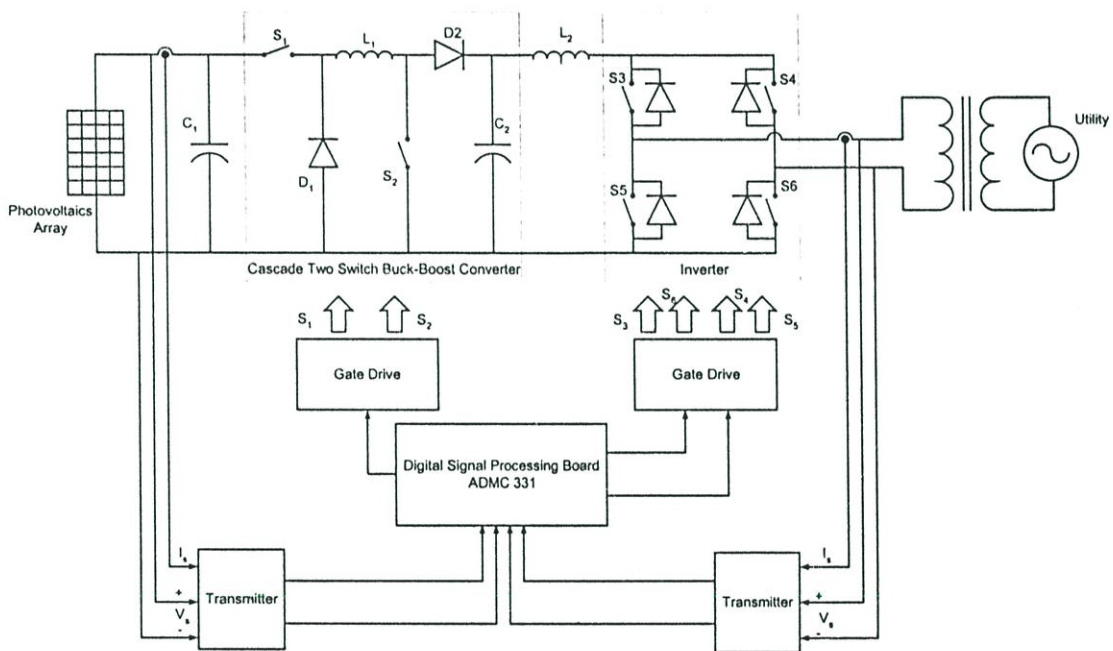 S1
L1
D2
L2
S3
S4
C1
C2
Utility
D1
S2
S5
S6
Photovoltaics
Array
Cascade Two Switch Buck-Boost Converter
Inverter
S1
S2
S3
S6
S4
S5
Gate Drive
Gate Drive
Digital Signal Processing Board
ADMC 331
Is
Is
+
+
Transmitter
Transmitter
Vs
Vs
-
-